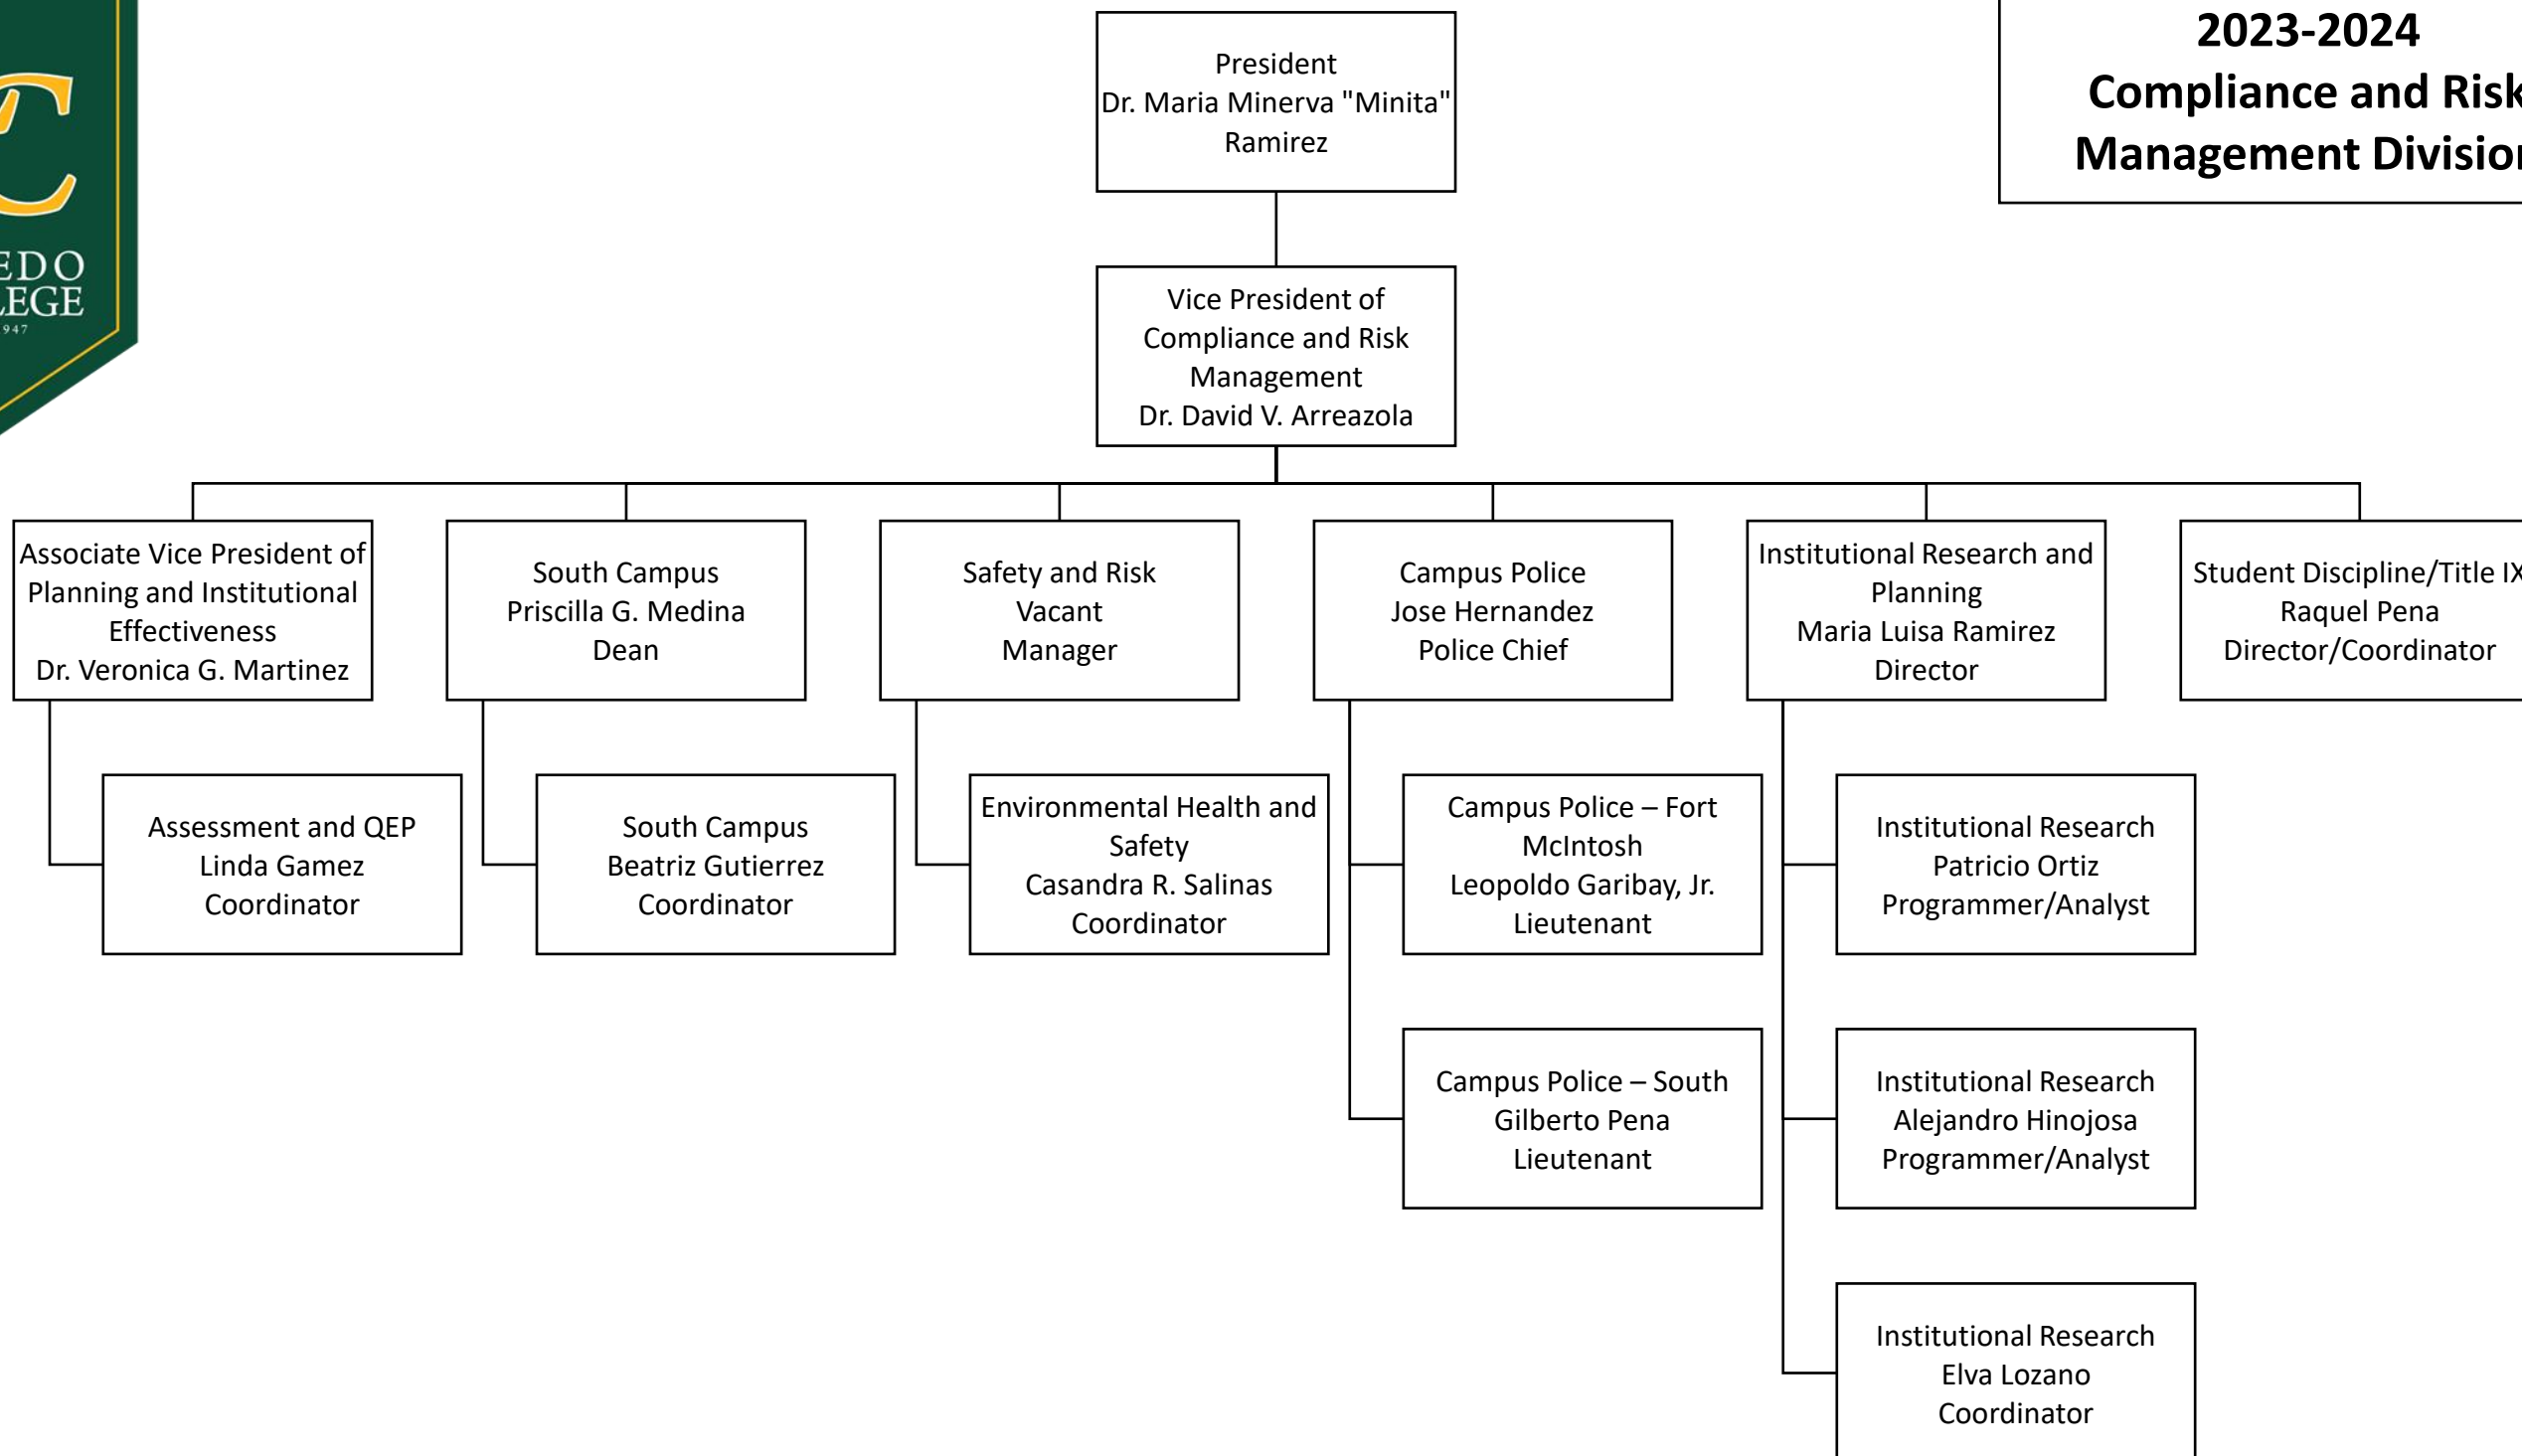 C
EDO
LEGE
947
2023-2024
Compliance and Risk
Management Division
President
Dr. Maria Minerva "Minita"
Ramirez
Vice President of
Compliance and Risk
Management
Dr. David V. Arreazola
Associate Vice President of
Planning and Institutional
Effectiveness
Dr. Veronica G. Martinez
South Campus
Priscilla G. Medina
Dean
Safety and Risk
Vacant
Manager
Campus Police
Jose Hernandez
Police Chief
Institutional Research and
Planning
Maria Luisa Ramirez
Director
Student Discipline/Title IX
Raquel Pena
Director/Coordinator
Assessment and QEP
Linda Gamez
Coordinator
South Campus
Beatriz Gutierrez
Coordinator
Environmental Health and
Safety
Casandra R. Salinas
Coordinator
Campus Police – Fort
McIntosh
Leopoldo Garibay, Jr.
Lieutenant
Institutional Research
Patricio Ortiz
Programmer/Analyst
Campus Police – South
Gilberto Pena
Lieutenant
Institutional Research
Alejandro Hinojosa
Programmer/Analyst
Institutional Research
Elva Lozano
Coordinator